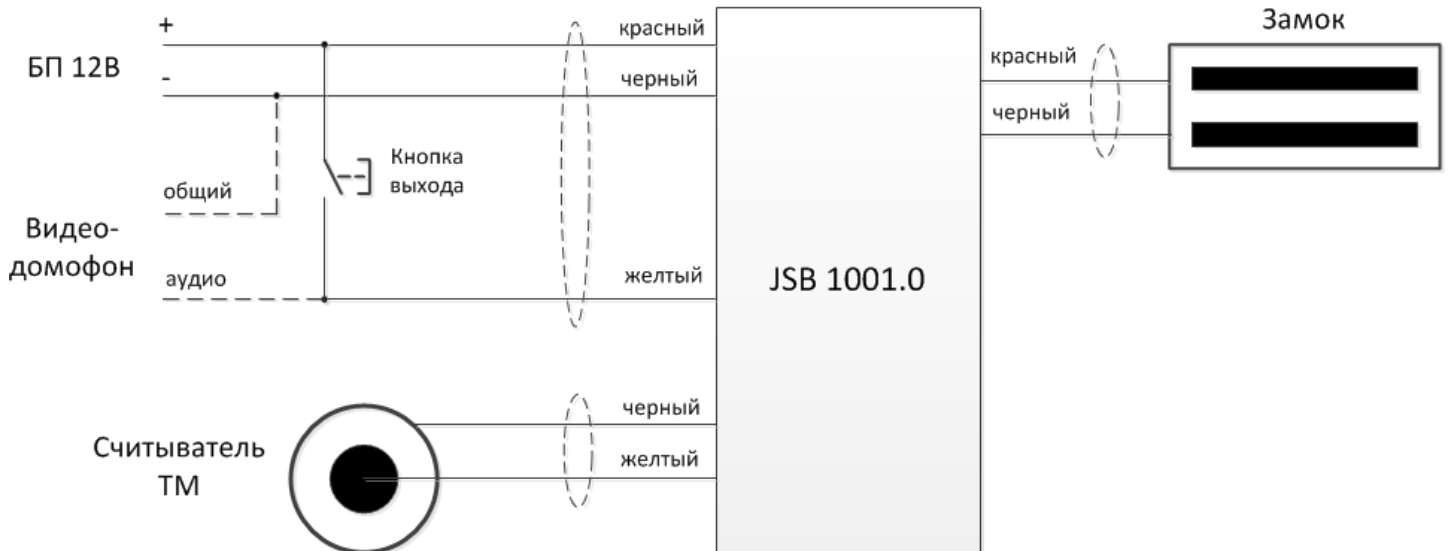 +
красный
Замок
БП 12В
-
черный
красный
черный
Кнопка
выхода
общий
Видео-
домофон
аудио
желтый
JSB 1001.0
черный
Считыватель
ТМ
желтый